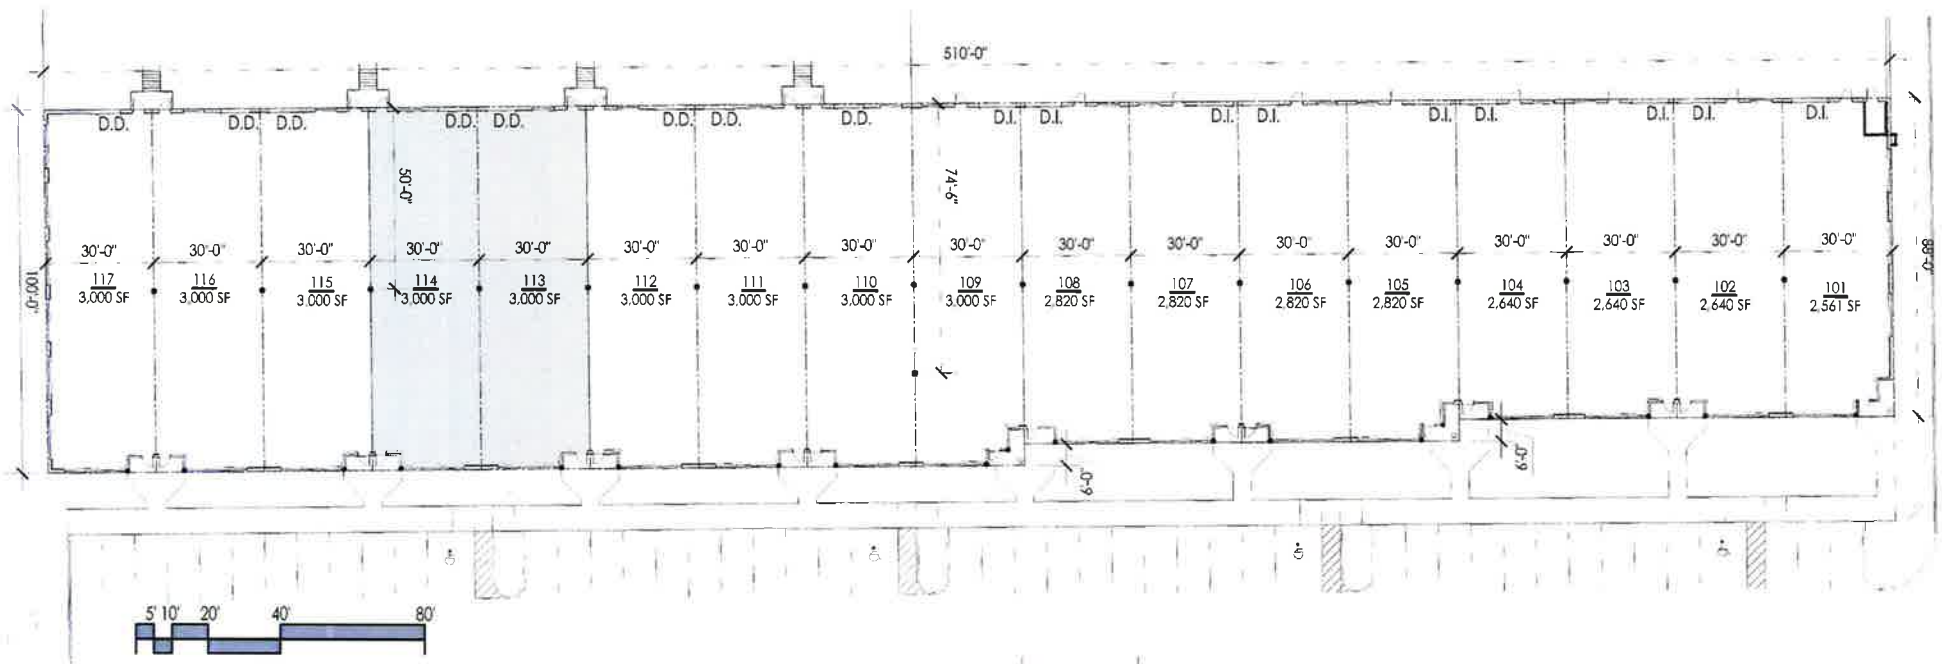 510'-0"
D.D. D.D. D.D. D.D. D.D. D.D. D.D. D.D. D.I. D.I. D.I. D.I. D.I. D.I. D.I. D.I. D.I.
50'-0"
74'-6"
30'-0" 30'-0" 30'-0" 30'-0" 30'-0" 30'-0" 30'-0" 30'-0" 30'-0" 30'-0" 30'-0" 30'-0 30'-0" 30'-0" 30'-0" 30'-0" 30'-0"
100'-0"
88'-0"
117 116 115 114 113 112 111 110 109 108 107 106 105 104 103 102 101
3,000 SF 3,000 SF 3,000 SF 3,000 SF 3,000 SF 3,000 SF 3,000 SF 3,000 SF 3,000 SF 2,820 SF 2,820 SF 2,820 SF 2,820 SF 2,640 SF 2,640 SF 2,640 SF 2,561 SF
6'-0"
6'-0"
5' 10' 20' 40' 80'